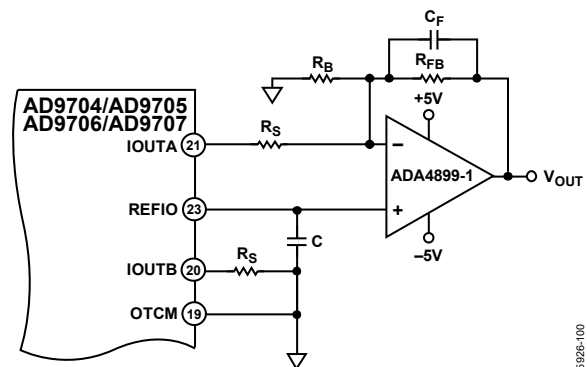 C_F
R_B
R_FB
AD9704/AD9705
AD9706/AD9707
+5V
IOUTA 21
R_S
−
ADA4899-1
V_OUT
REFIO 23
+
C
−5V
IOUTB 20
R_S
OTCM 19